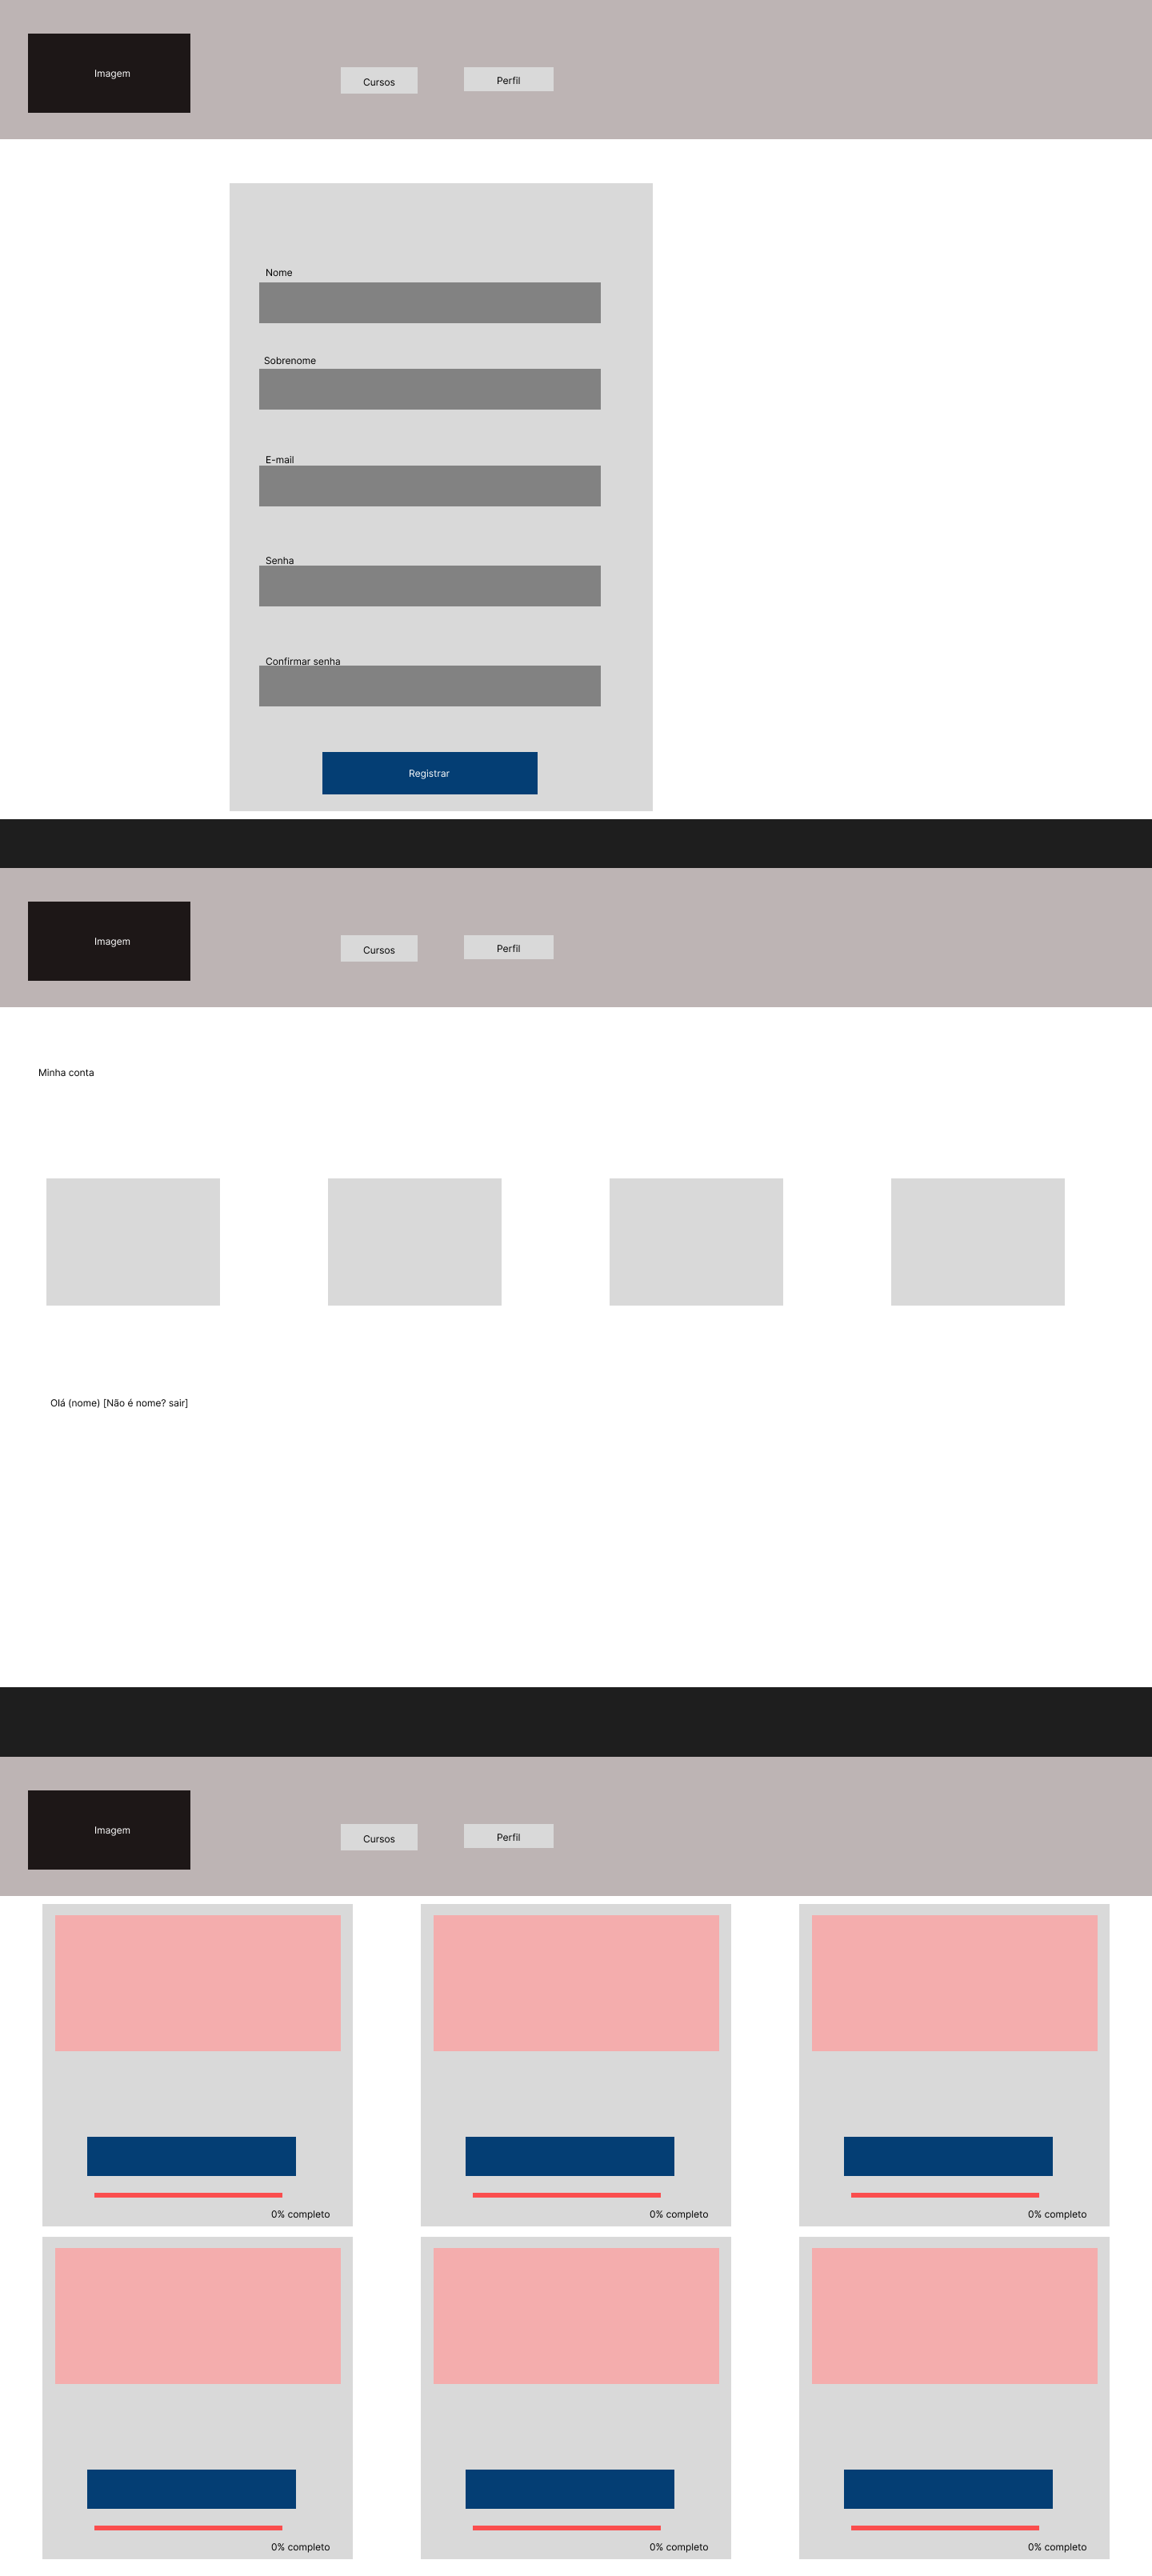 Imagem
Cursos
Perfil
Nome
Sobrenome
E-mail
Senha
Confirmar senha
Registrar
Imagem
Cursos
Perfil
Minha conta
Olá (nome) [Não é nome? sair]
Imagem
Cursos
Perfil
0% completo
0% completo
0% completo
0% completo
0% completo
0% completo